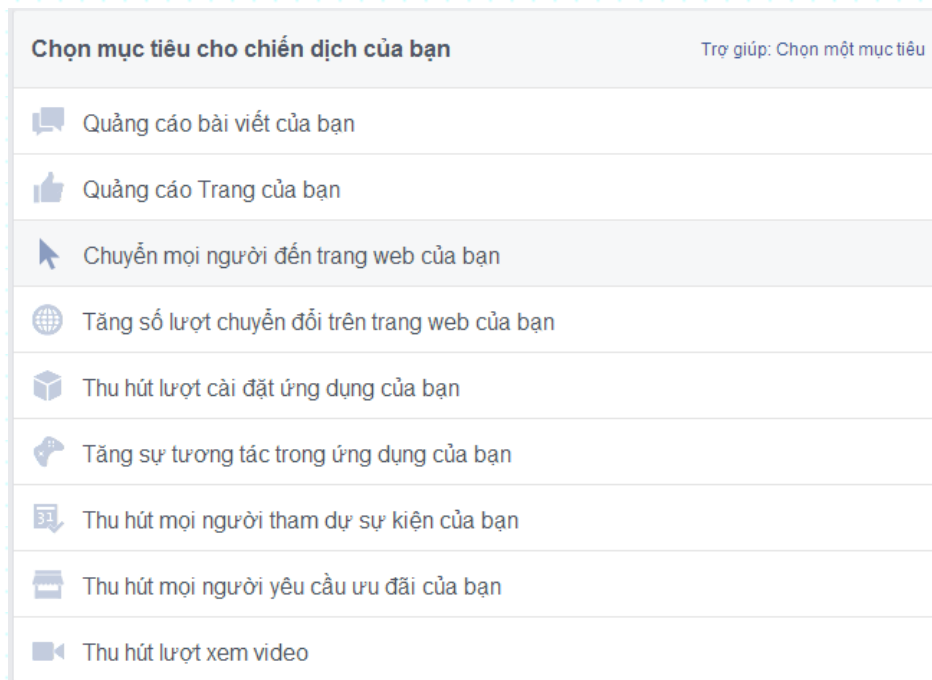 Chọn mục tiêu cho chiến dịch của bạn
Trợ giúp: Chọn một mục tiêu
Quảng cáo bài viết của bạn
Quảng cáo Trang của bạn
Chuyển mọi người đến trang web của bạn
Tăng số lượt chuyển đổi trên trang web của bạn
Thu hút lượt cài đặt ứng dụng của bạn
Tăng sự tương tác trong ứng dụng của bạn
31
Thu hút mọi người tham dự sự kiện của bạn
Thu hút mọi người yêu cầu ưu đãi của bạn
Thu hút lượt xem video